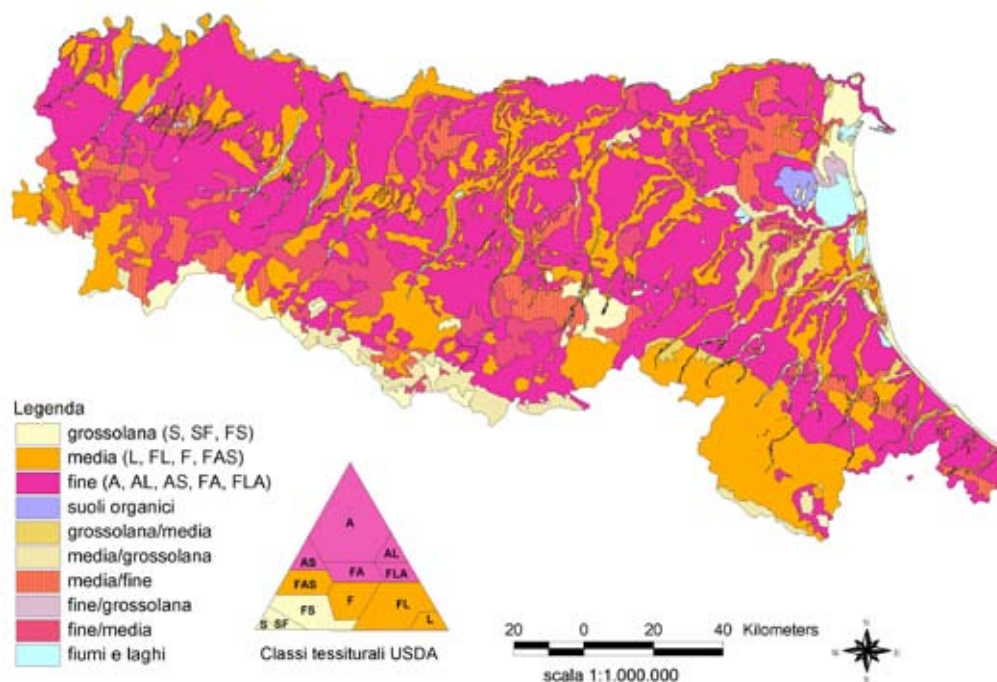 Legenda
grossolana (S, SF, FS)
media (L, FL, F, FAS)
fine (A, AL, AS, FA, FLA)
suoli organici
grossolana/media
media/grossolana
media/fine
fine/grossolana
fine/media
fiumi e laghi
A
AL
AS
FA
FLA
FAS
F
FS
FL
S SF
L
Classi tessiturali USDA
20 0 20 40 Kilometers
scala 1:1.000.000
N
E
S